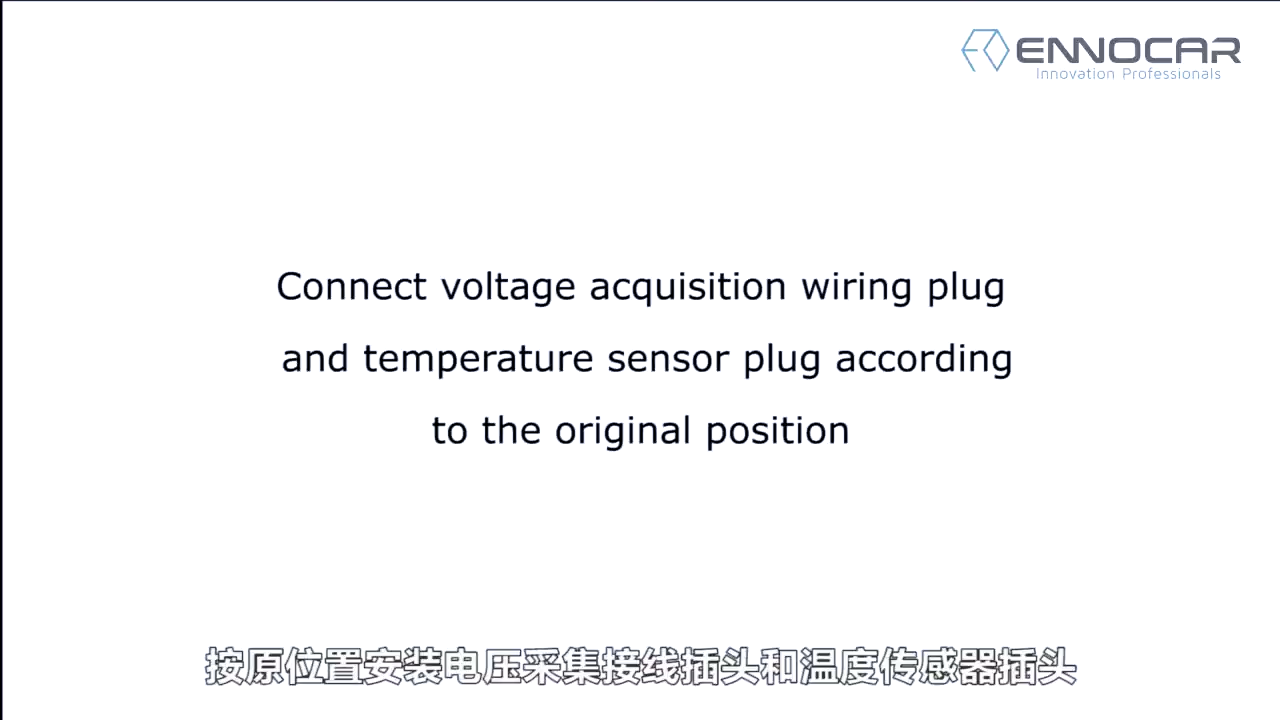 ENNOCAR
Innovation Professionals
Connect voltage acquisition wiring plug
and temperature sensor plug according
to the original position
按原位置安装电压采集接线插头和温度传感器插头